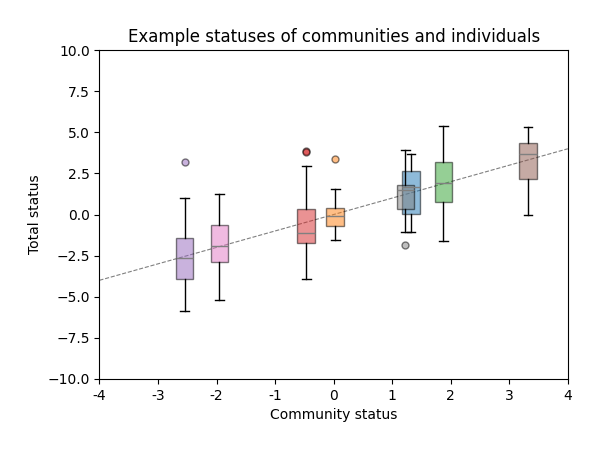 Example statuses of communities and individuals
10.0
7.5
5.0
2.5
0.0
−2.5
−5.0
−7.5
−10.0
Total status
-4 -3 -2 -1 0 1 2 3 4
Community status